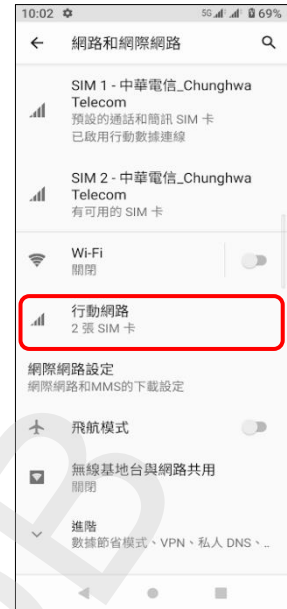 10:02 5G 69%
網路和網際網路
SIM 1 - 中華電信_Chunghwa
Telecom
預設的通話和簡訊 SIM 卡
已啟用行動數據連線
SIM 2 - 中華電信_Chunghwa
Telecom
有可用的 SIM 卡
Wi-Fi
關閉
行動網路
2 張 SIM 卡
網際網路設定
網際網路和MMS的下載設定
飛航模式
無線基地台與網路共用
關閉
進階
數據節省模式、VPN、私人 DNS、..